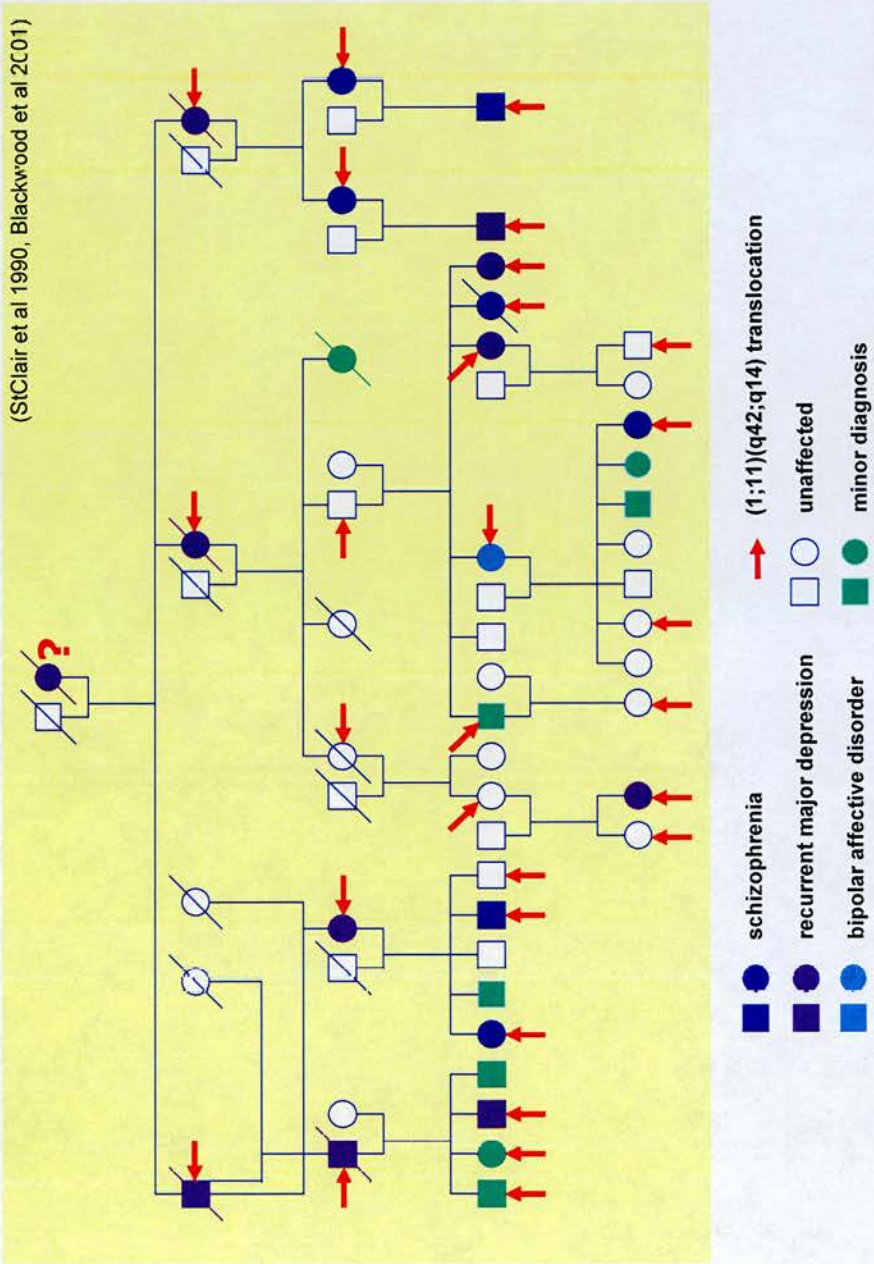 (StClair et al 1990, Blackwood et al 2001)
?
schizophrenia
recurrent major depression
bipolar affective disorder
(1;11)(q42;q14) translocation
unaffected
minor diagnosis